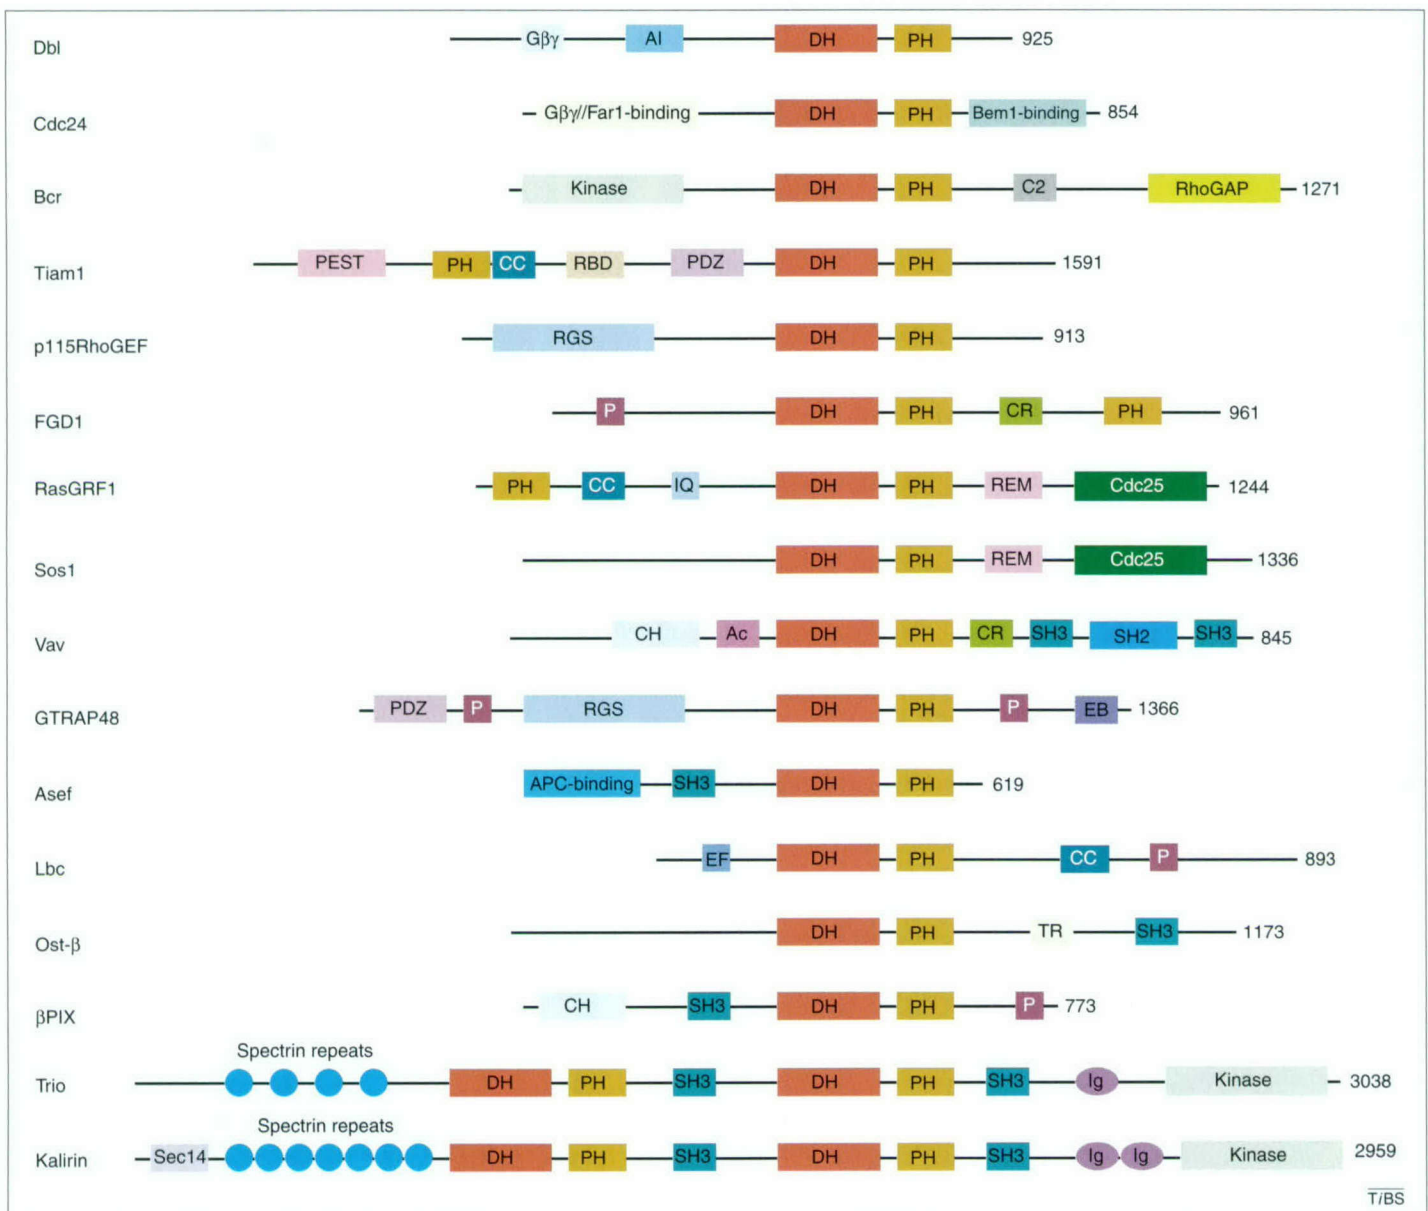 Dbl Gβγ AI DH PH 925
Cdc24 Gβγ//Far1-binding DH PH Bem1-binding 854
Bcr Kinase DH PH C2 RhoGAP 1271
Tiam1 PEST PH CC RBD PDZ DH PH 1591
p115RhoGEF RGS DH PH 913
FGD1 P DH PH CR PH 961
RasGRF1 PH CC IQ DH PH REM Cdc25 1244
Sos1 DH PH REM Cdc25 1336
Vav CH Ac DH PH CR SH3 SH2 SH3 845
GTRAP48 PDZ P RGS DH PH P EB 1366
Asef APC-binding SH3 DH PH 619
Lbc EF DH PH CC P 893
Ost-β DH PH TR SH3 1173
βPIX CH SH3 DH PH P 773
Spectrin repeats
Trio DH PH SH3 DH PH SH3 Ig Kinase 3038
Spectrin repeats
Kalirin Sec14 DH PH SH3 DH PH SH3 Ig Ig Kinase 2959
TiBS